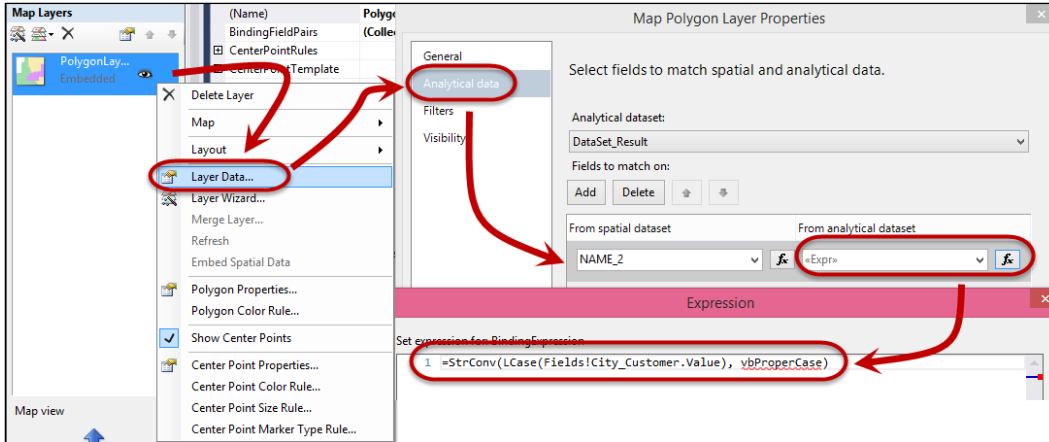 Map Layers
PolygonLay...
Embedded
(Name)
BindingFieldPairs
(Colle
CenterPointRules
CenterPointTemplate
Delete Layer
Map
Layout
Layer Data...
Layer Wizard...
Merge Layer...
Refresh
Embed Spatial Data
Polygon Properties...
Polygon Color Rule...
Show Center Points
Center Point Properties...
Center Point Color Rule...
Center Point Size Rule...
Center Point Marker Type Rule...
Map view
Map Polygon Layer Properties
General
Analytical data
Filters
Visibility
Select fields to match spatial and analytical data.
Analytical dataset:
DataSet_Result
Fields to match on:
Add
Delete
From spatial dataset
From analytical dataset
NAME_2
fx
«Expr»
fx
Expression
Set expression for: BindingExpression
1 =StrConv(LCase(Fields!City_Customer.Value), vbProperCase)